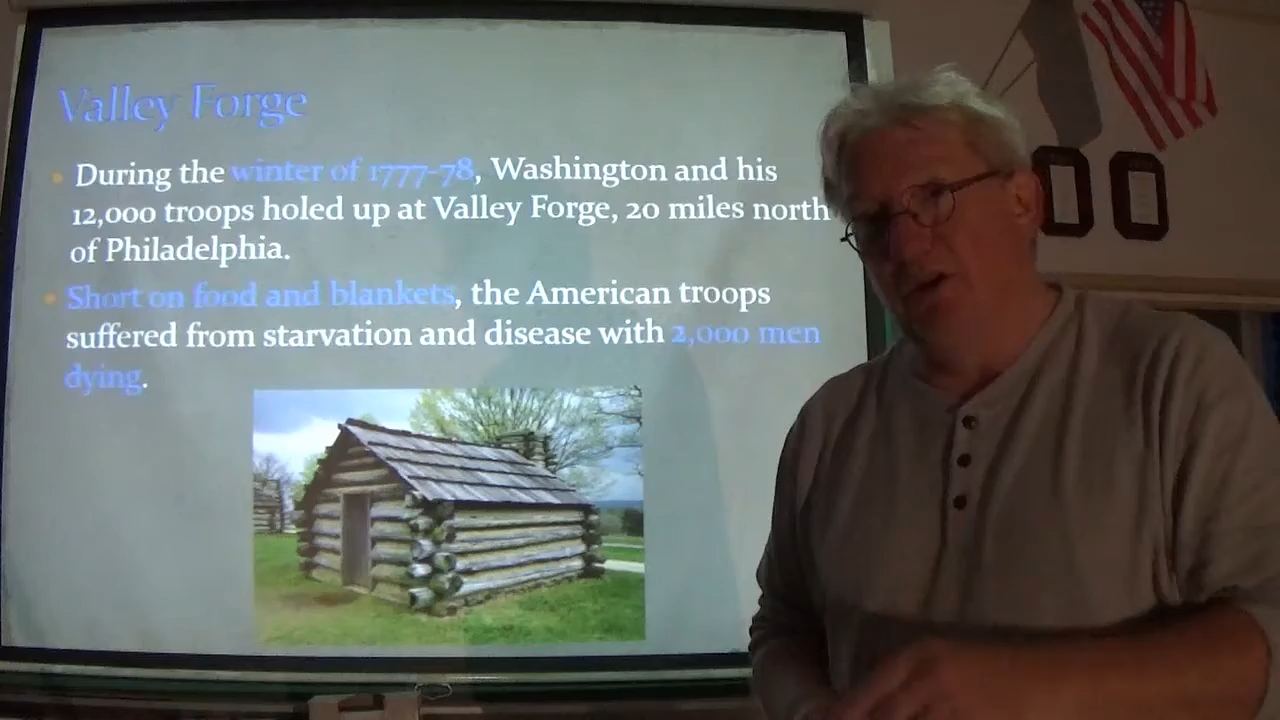 Valley Forge
During the winter of 1777-78, Washington and his
12,000 troops holed up at Valley Forge, 20 miles north
of Philadelphia.
Short on food and blankets, the American troops
suffered from starvation and disease with 2,000 men
dying.